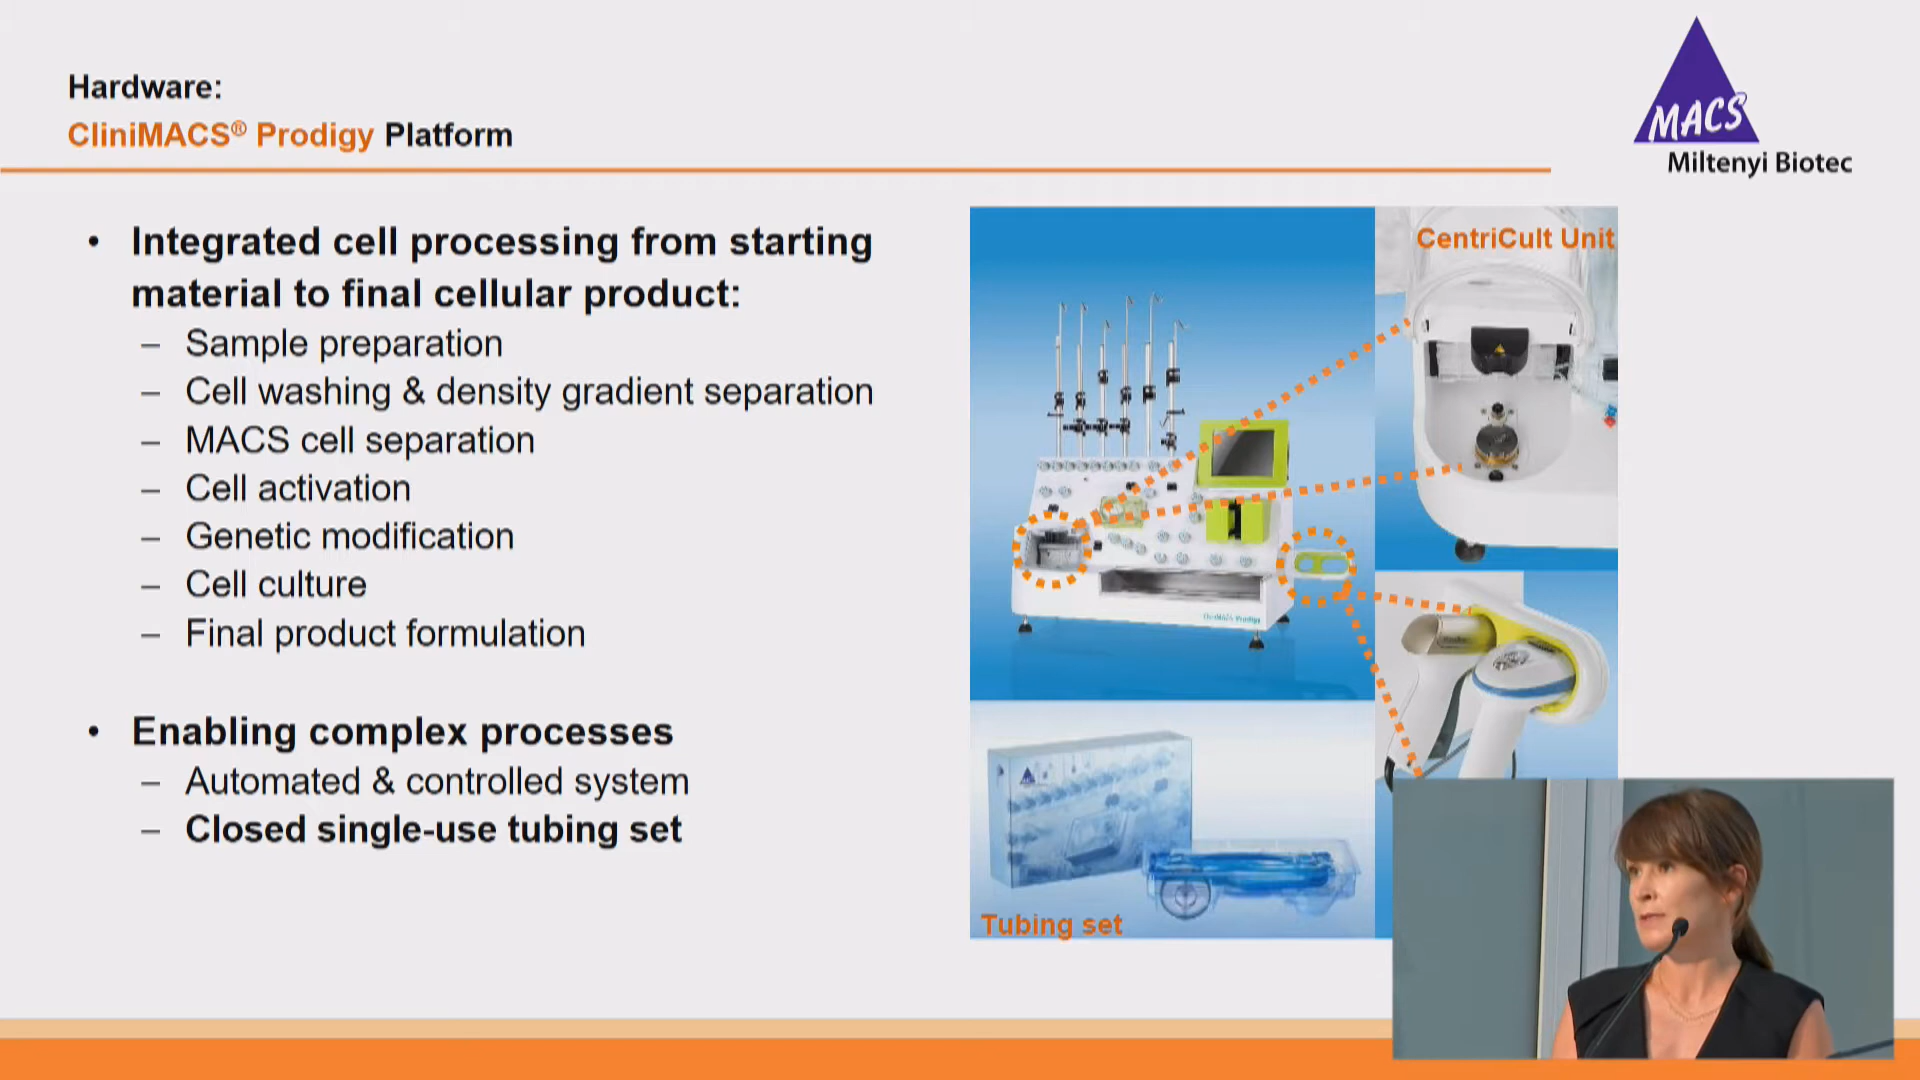 Hardware:
CliniMACS® Prodigy Platform
MACS
Miltenyi Biotec
• Integrated cell processing from starting
material to final cellular product:
– Sample preparation
– Cell washing & density gradient separation
– MACS cell separation
– Cell activation
– Genetic modification
– Cell culture
– Final product formulation
• Enabling complex processes
– Automated & controlled system
– Closed single-use tubing set
CentriCult Unit
CliniMACS Prodigy
Tubing set